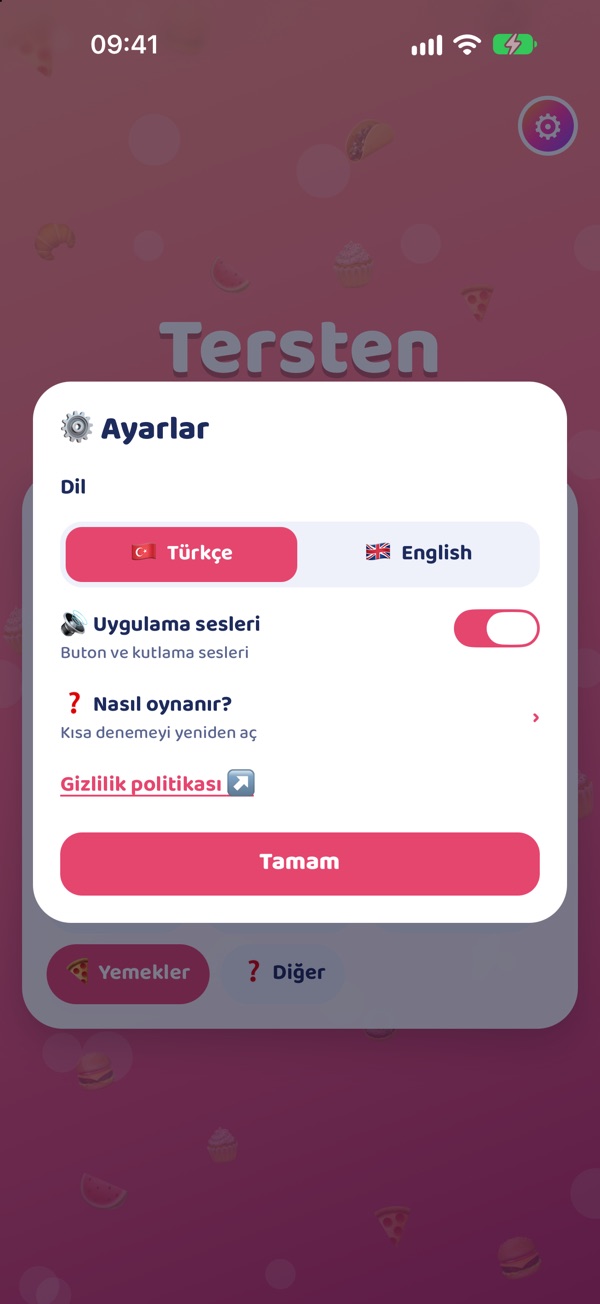 09:41
Tersten
⚙️ Ayarlar
Dil
🇹🇷 Türkçe
🇬🇧 English
🔊 Uygulama sesleri
Buton ve kutlama sesleri
❓ Nasıl oynanır?
Kısa denemeyi yeniden aç
›
Gizlilik politikası ↗️
Tamam
🍕 Yemekler
❓ Diğer